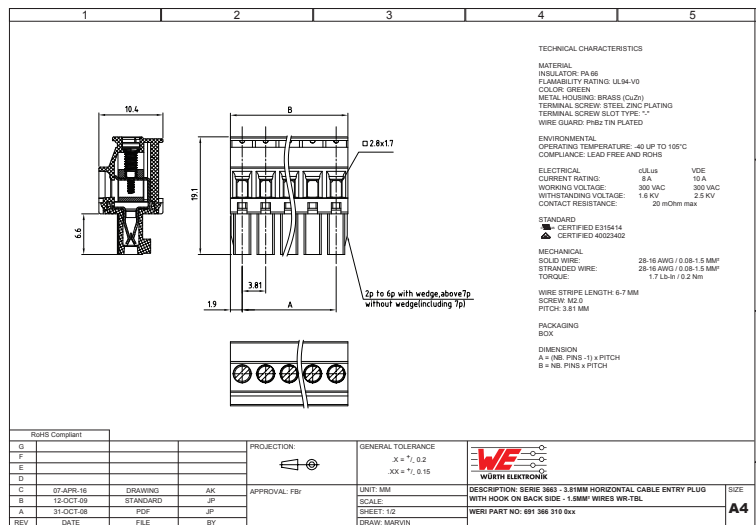 1 2 3 4 5
TECHNICAL CHARACTERISTICS
MATERIAL
INSULATOR: PA 66
FLAMABILITY RATING: UL94-V0
COLOR: GREEN
METAL HOUSING: BRASS (CuZn)
TERMINAL SCREW: STEEL ZINC PLATING
TERMINAL SCREW SLOT TYPE: "-"
WIRE GUARD: PhBz TIN PLATED
ENVIRONMENTAL
OPERATING TEMPERATURE: -40 UP TO 105°C
COMPLIANCE: LEAD FREE AND ROHS
ELECTRICAL cULus VDE
CURRENT RATING: 8 A 10 A
WORKING VOLTAGE: 300 VAC 300 VAC
WITHSTANDING VOLTAGE: 1.6 KV 2.5 KV
CONTACT RESISTANCE: 20 mOhm max
STANDARD
CERTIFIED E315414
CERTIFIED 40023402
MECHANICAL
SOLID WIRE: 28-16 AWG / 0.08-1.5 MM²
STRANDED WIRE: 28-16 AWG / 0.08-1.5 MM²
TORQUE: 1.7 Lb-In / 0.2 Nm
WIRE STRIPE LENGTH: 6-7 MM
SCREW: M2.0
PITCH: 3.81 MM
PACKAGING
BOX
DIMENSION
A = (NB. PINS -1) x PITCH
B = NB. PINS x PITCH
10.4
B
□ 2.8x1.7
19.1
6.6
3.81
1.9
A
2p to 6p with wedge,above7p
without wedge(including 7p)
RoHS Compliant
G
F
E
D
C 07-APR-16 DRAWING AK
B 12-OCT-09 STANDARD JP
A 31-OCT-08 PDF JP
REV DATE FILE BY
PROJECTION:
APPROVAL: FBr
GENERAL TOLERANCE
.X = +/_ 0.2
.XX = +/_ 0.15
UNIT: MM
SCALE:
SHEET: 1/2
DRAW: MARVIN
WE
WÜRTH ELEKTRONIK
DESCRIPTION: SERIE 3663 - 3.81MM HORIZONTAL CABLE ENTRY PLUG
WITH HOOK ON BACK SIDE - 1.5MM² WIRES WR-TBL
WERI PART NO: 691 366 310 0xx
SIZE
A4